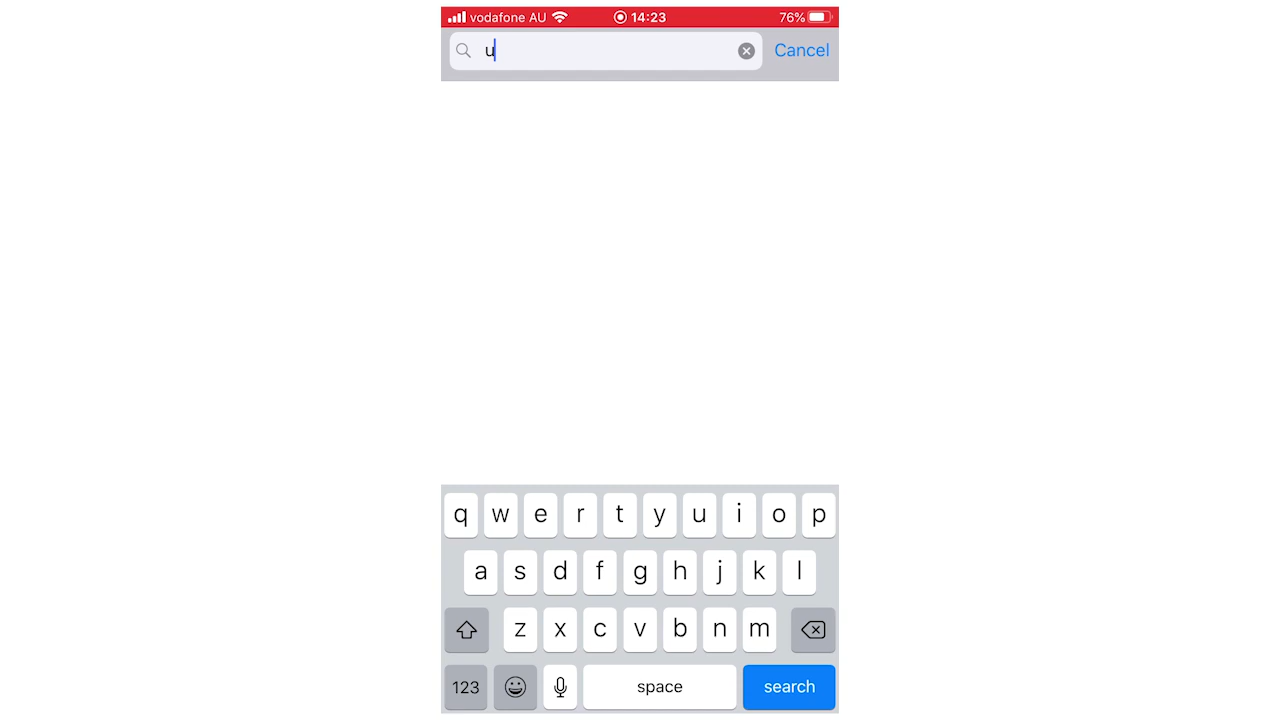 vodafone AU 14:23 76%
u Cancel
q w e r t y u i o p
a s d f g h j k l
z x c v b n m
123 space search